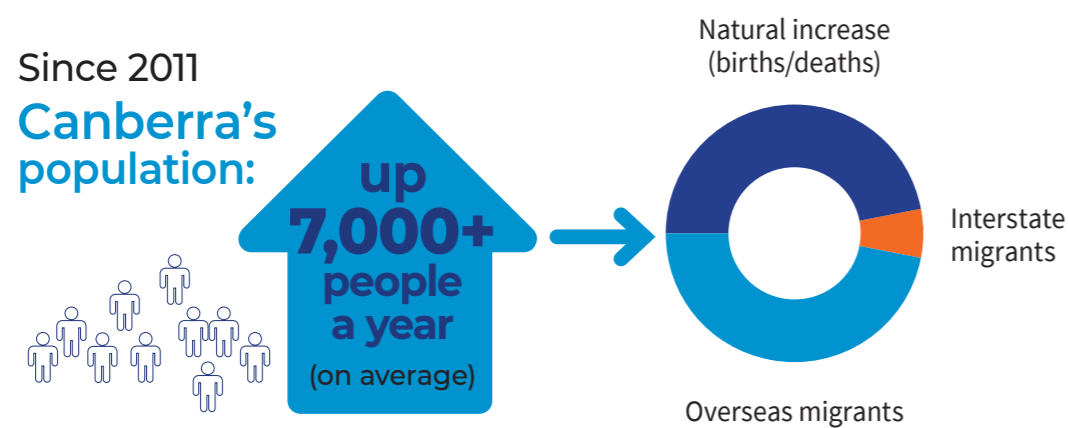 Since 2011
Canberra’s
population:
up
7,000+
people
a year
(on average)
Natural increase
(births/deaths)
Interstate
migrants
Overseas migrants